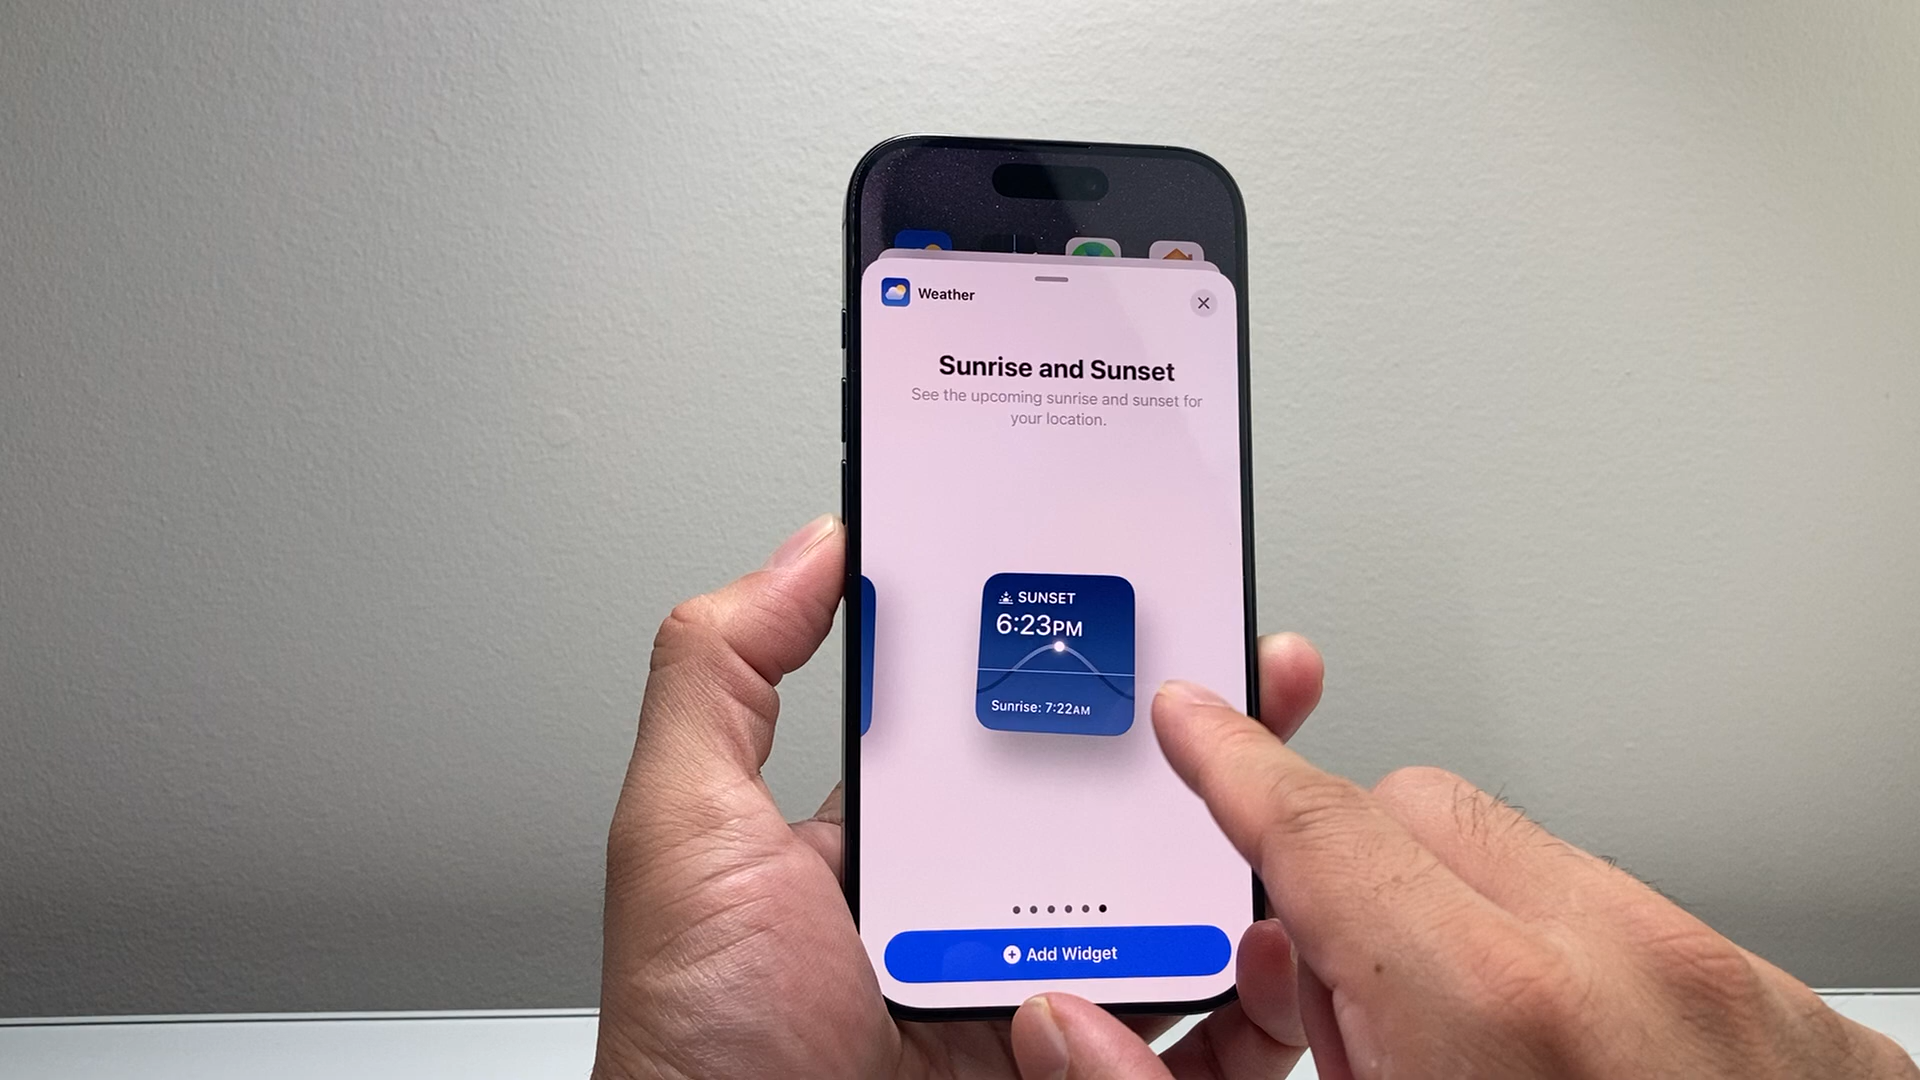 Weather
Sunrise and Sunset
See the upcoming sunrise and sunset for
your location.
SUNSET
6:23PM
Sunrise: 7:22AM
Add Widget